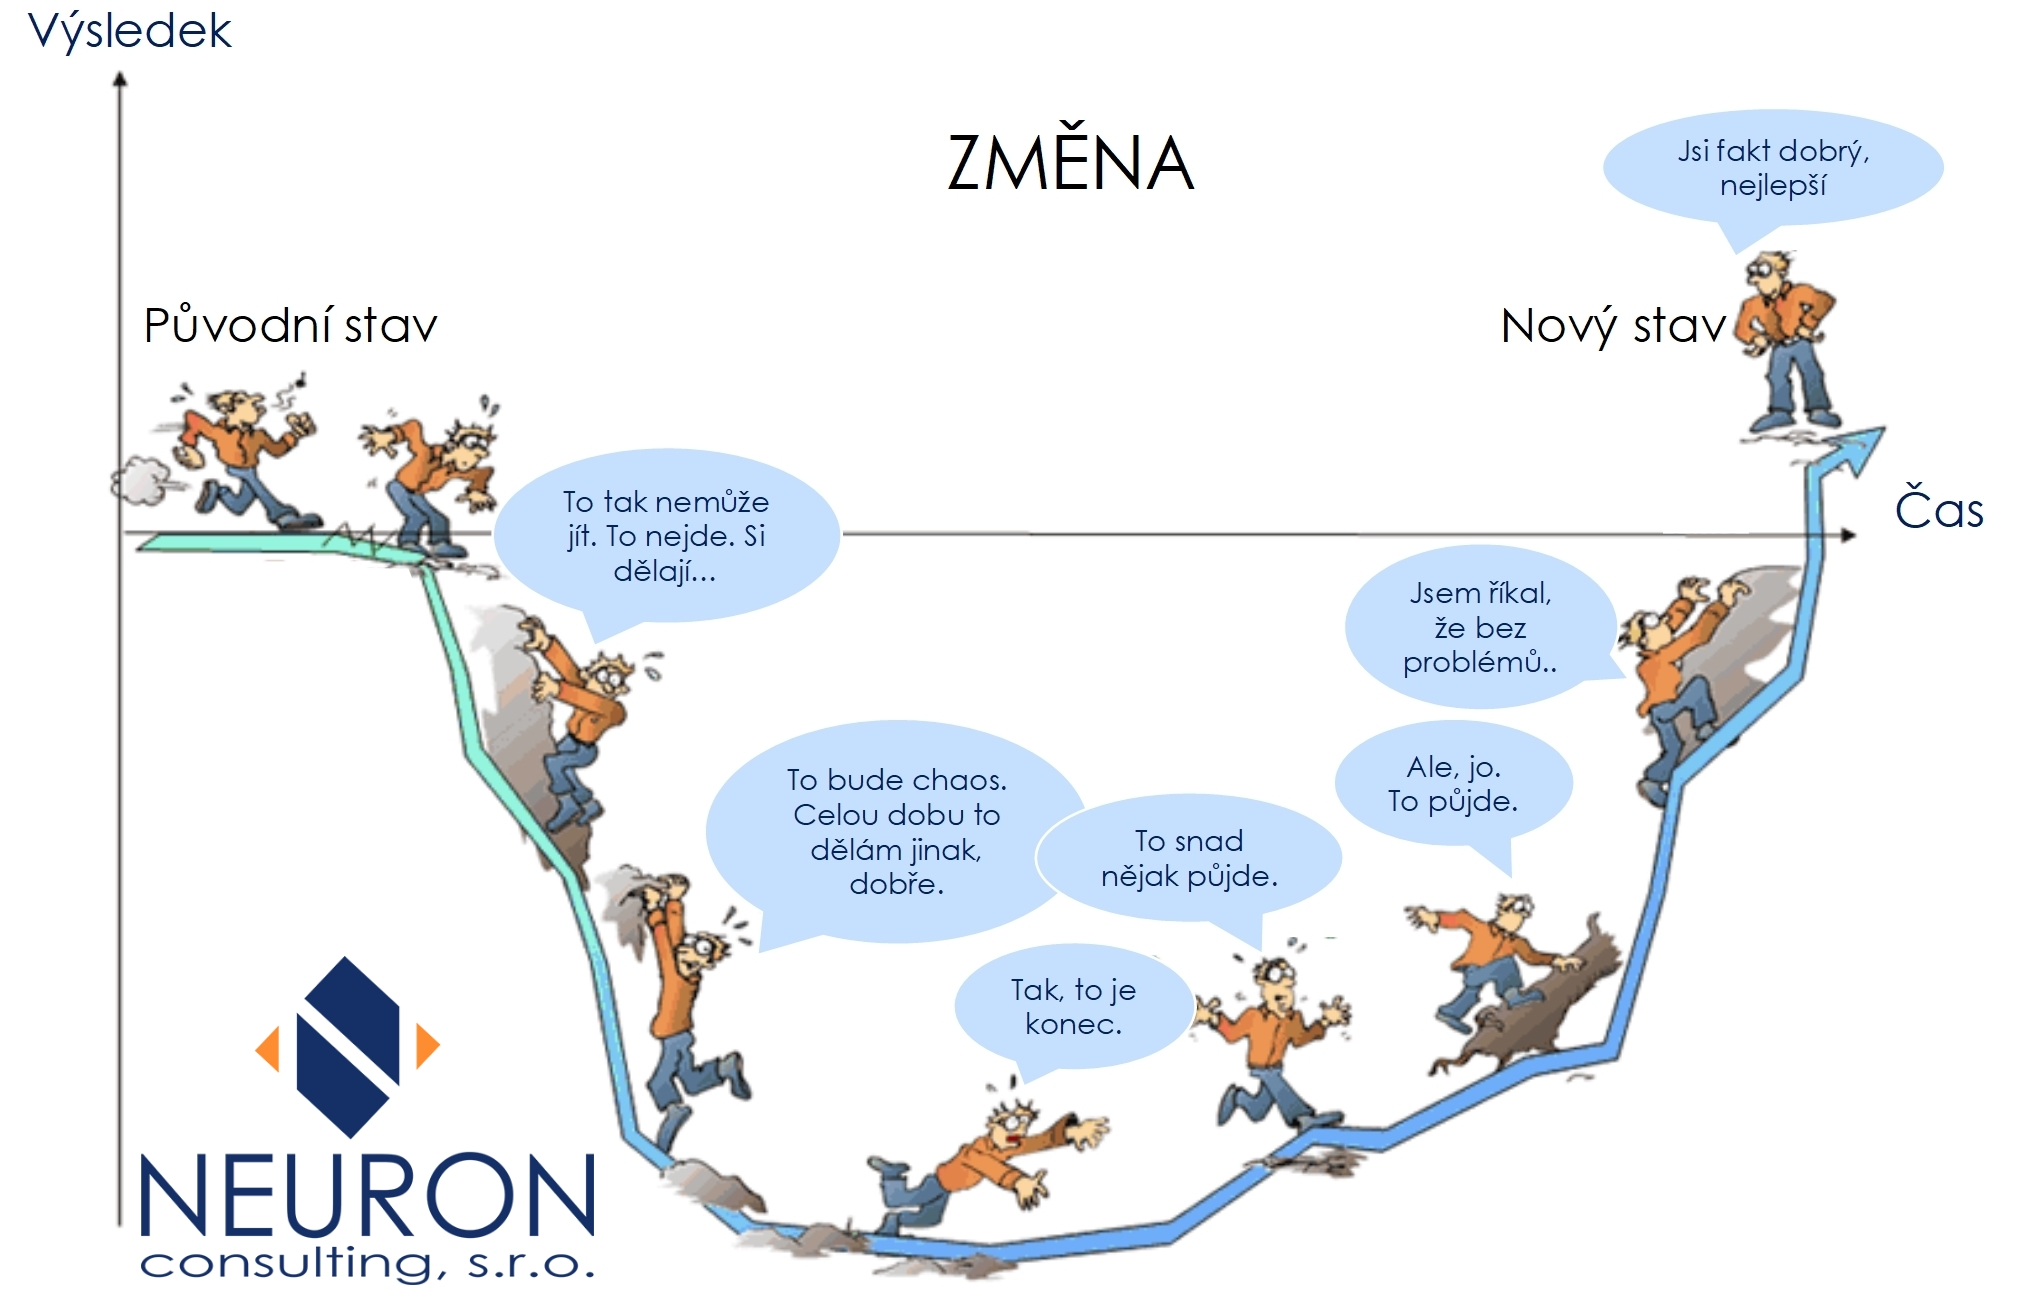 Výsledek
ZMĚNA
Jsi fakt dobrý,
nejlepší
Původní stav
Nový stav
To tak nemůže
jít. To nejde. Si
dělají...
Čas
Jsem říkal,
že bez
problémů..
To bude chaos.
Celou dobu to
dělám jinak,
dobře.
To snad
nějak půjde.
Ale, jo.
To půjde.
Tak, to je
konec.
NEURON
consulting, s.r.o.